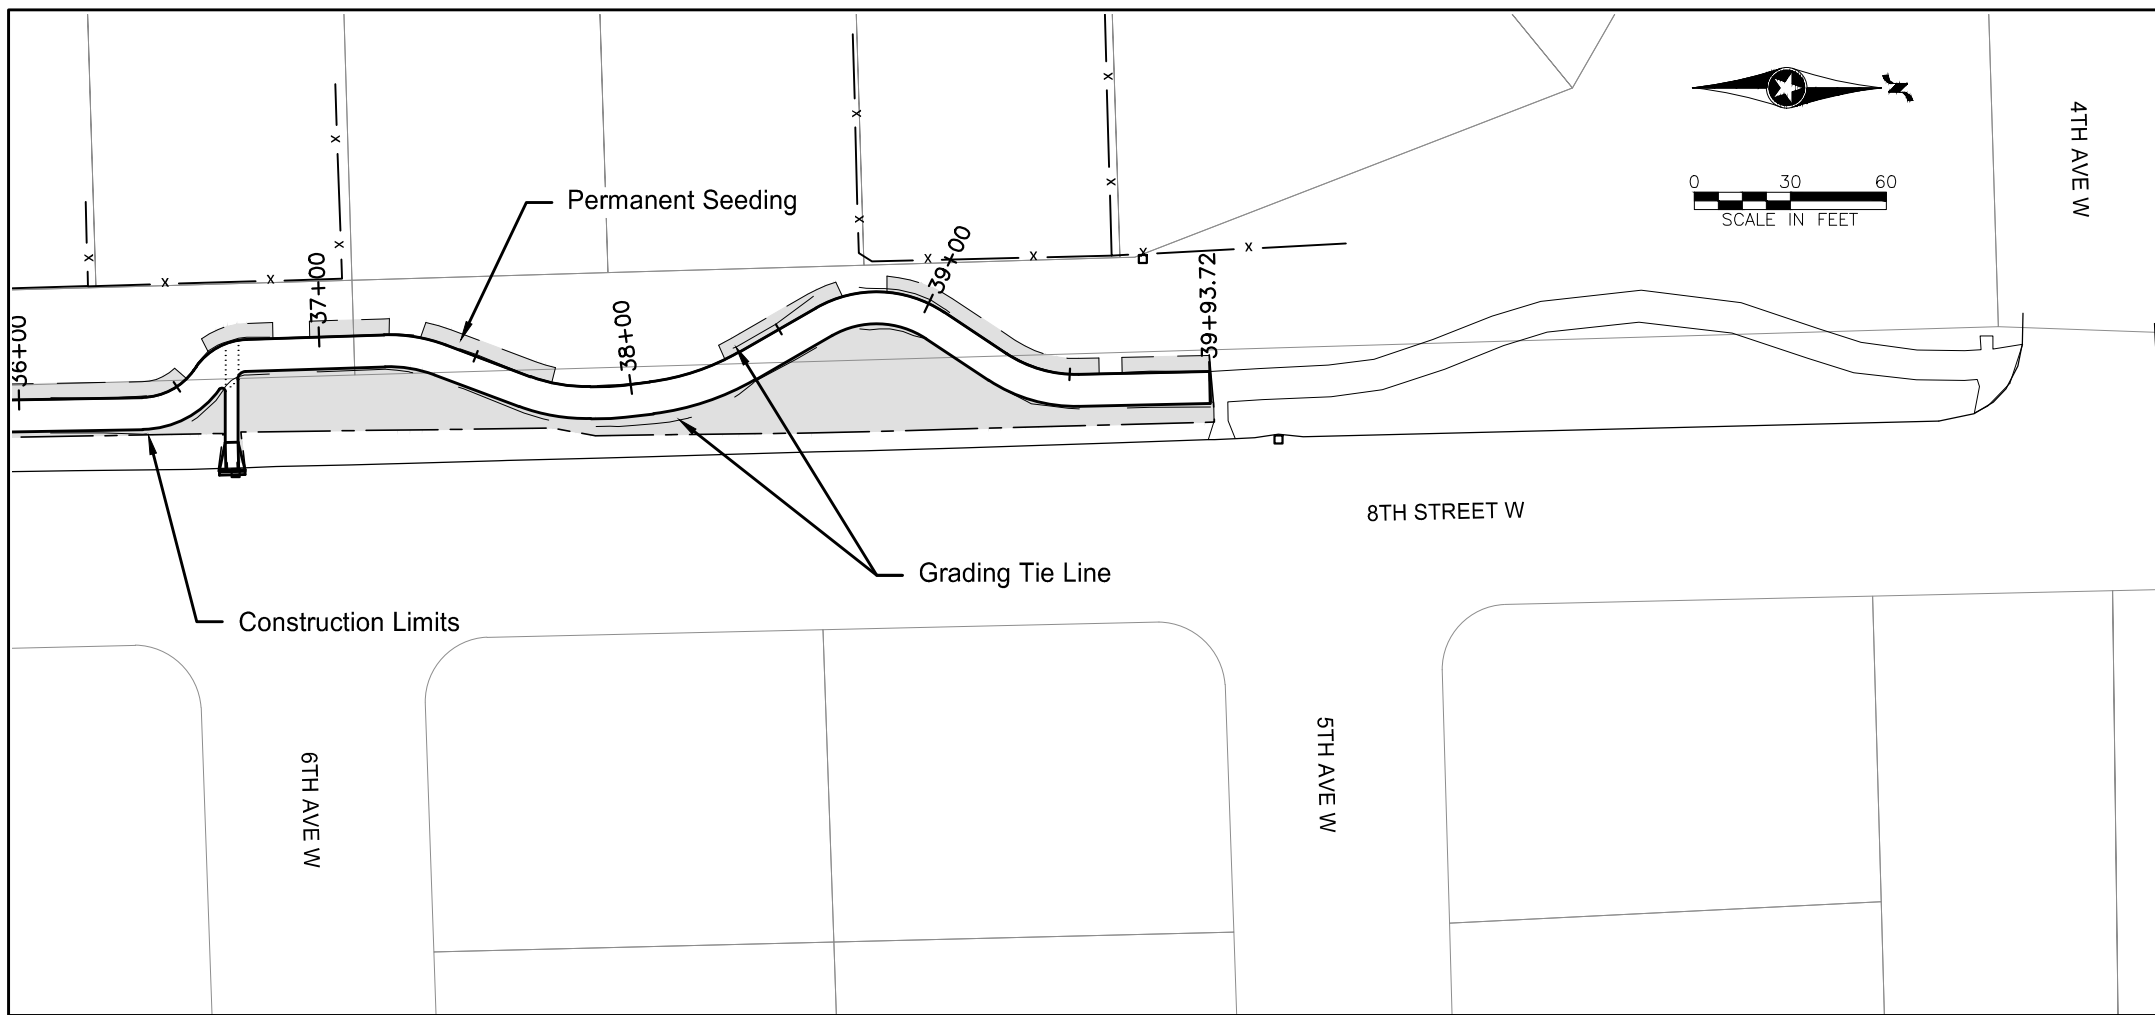 4TH AVE W
0 30 60
SCALE IN FEET
N
Permanent Seeding
36+00
37+00
38+00
39+00
39+93.72
8TH STREET W
Grading Tie Line
Construction Limits
6TH AVE W
5TH AVE W